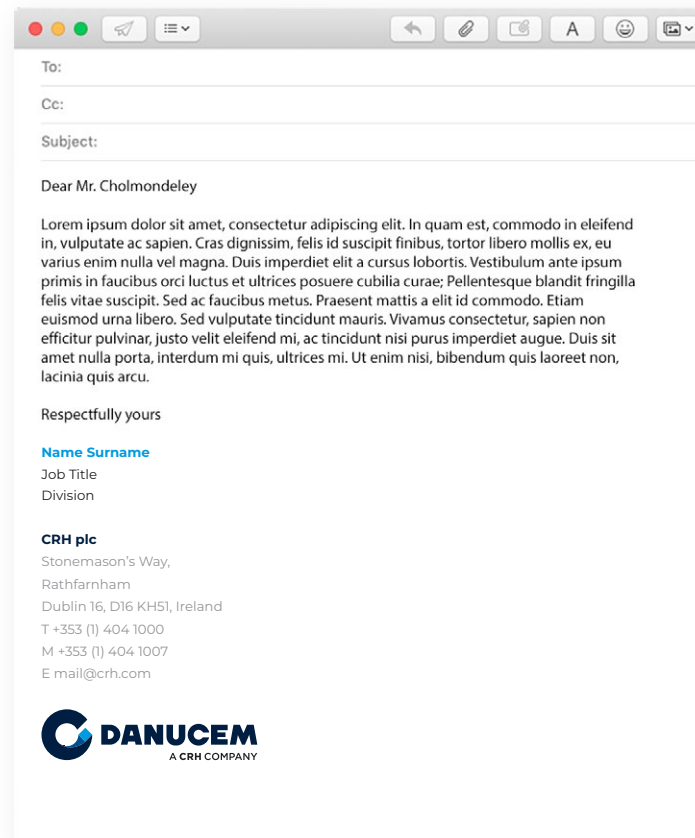 To:
Cc:
Subject:
Dear Mr. Cholmondeley
Lorem ipsum dolor sit amet, consectetur adipiscing elit. In quam est, commodo in eleifend
in, vulputate ac sapien. Cras dignissim, felis id suscipit finibus, tortor libero mollis ex, eu
varius enim nulla vel magna. Duis imperdiet elit a cursus lobortis. Vestibulum ante ipsum
primis in faucibus orci luctus et ultrices posuere cubilia curae; Pellentesque blandit fringilla
felis vitae suscipit. Sed ac faucibus metus. Praesent mattis a elit id commodo. Etiam
euismod urna libero. Sed vulputate tincidunt mauris. Vivamus consectetur, sapien non
efficitur pulvinar, justo velit eleifend mi, ac tincidunt nisi purus imperdiet augue. Duis sit
amet nulla porta, interdum mi quis, ultrices mi. Ut enim nisi, bibendum quis laoreet non,
lacinia quis arcu.
Respectfully yours
Name Surname
Job Title
Division
CRH plc
Stonemason’s Way,
Rathfarnham
Dublin 16, D16 KH51, Ireland
T +353 (1) 404 1000
M +353 (1) 404 1007
E mail@crh.com
DANUCEM
A CRH COMPANY